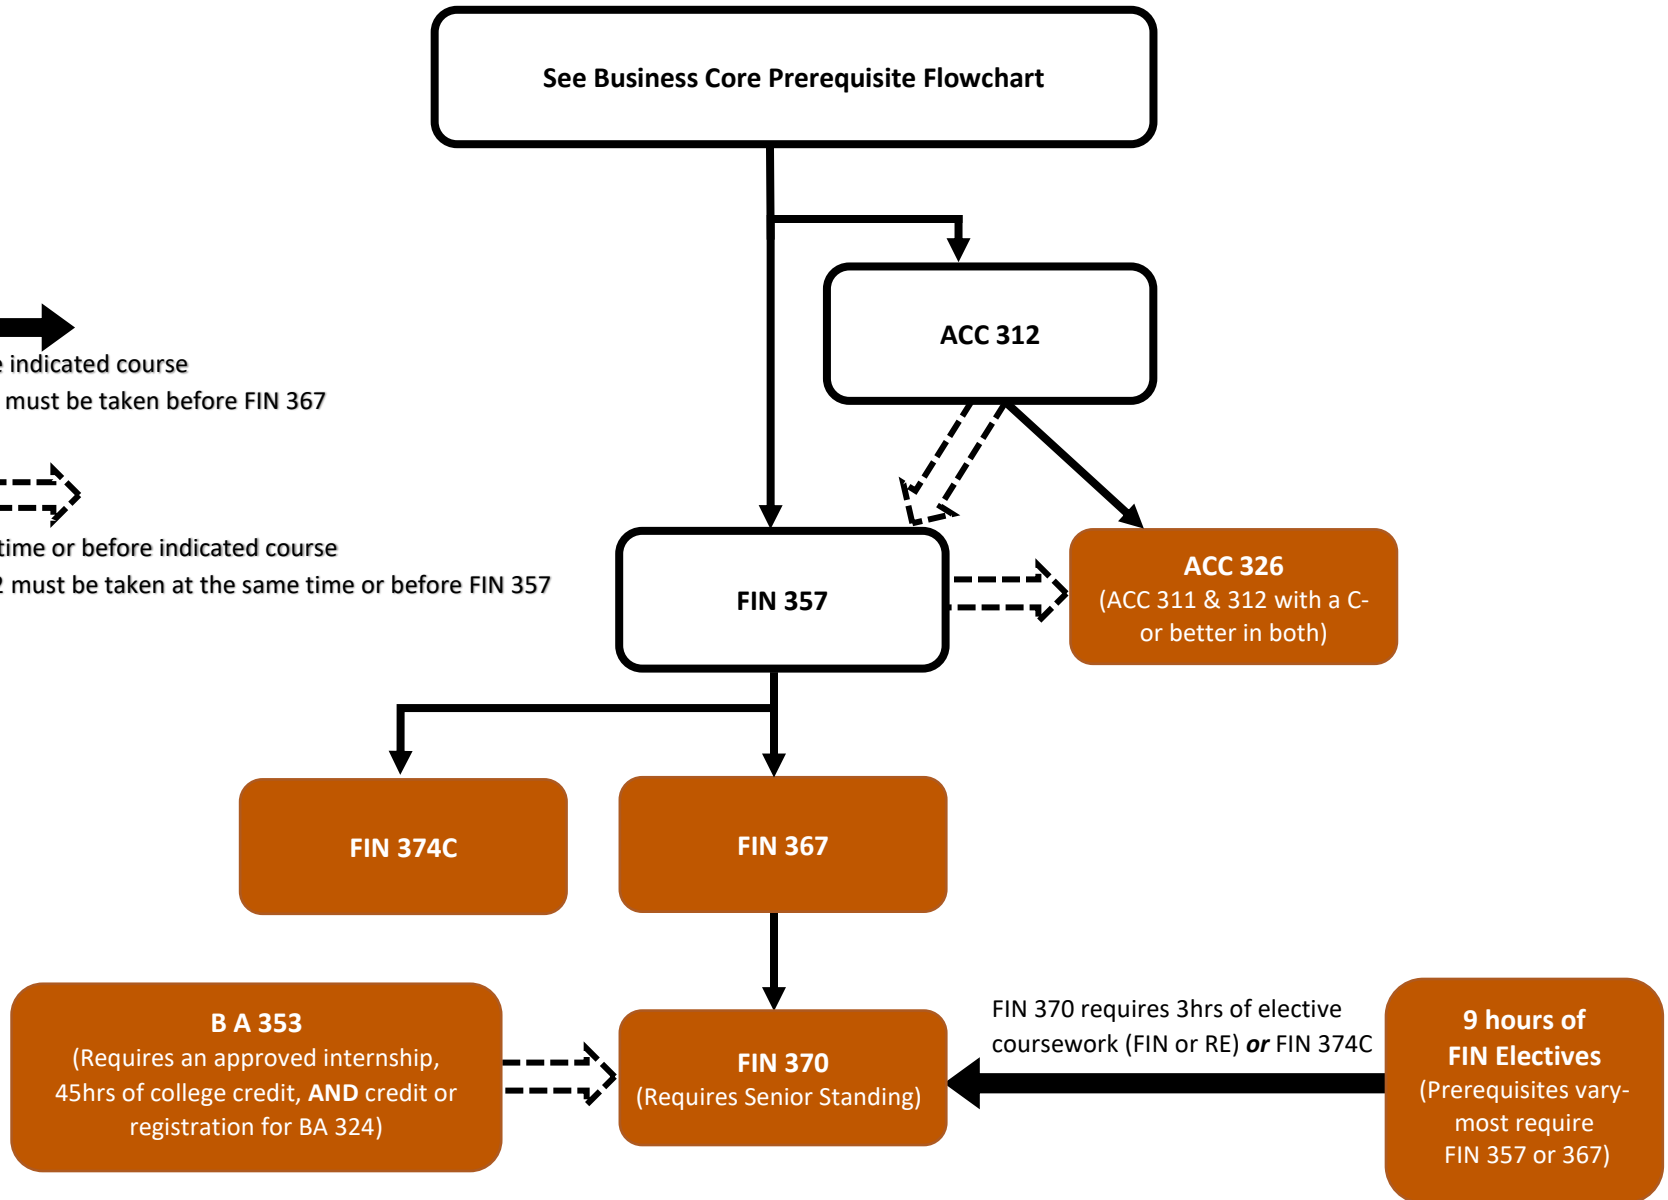 See Business Core Prerequisite Flowchart
ACC 312
indicated course
must be taken before FIN 367
time or before indicated course
must be taken at the same time or before FIN 357
FIN 357
ACC 326
(ACC 311 & 312 with a C-
or better in both)
FIN 374C
FIN 367
B A 353
(Requires an approved internship,
45hrs of college credit, AND credit or
registration for BA 324)
FIN 370
(Requires Senior Standing)
FIN 370 requires 3hrs of elective
coursework (FIN or RE) or FIN 374C
9 hours of
FIN Electives
(Prerequisites vary-
most require
FIN 357 or 367)